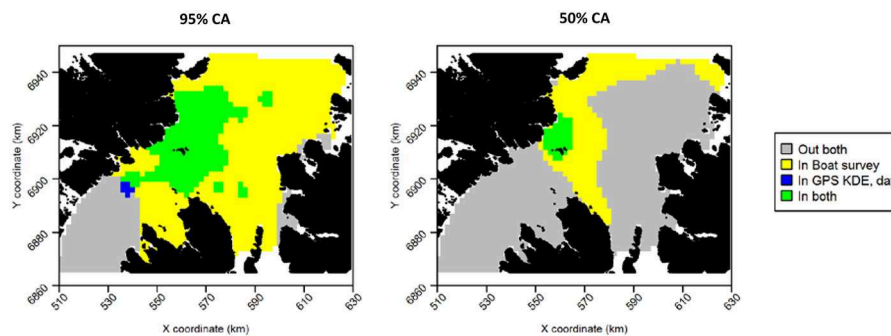 95% CA
50% CA
Y coordinate (km)
6860 6880 6900 6920 6940
510 530 550 570 590 610 630
X coordinate (km)
Y coordinate (km)
6860 6880 6900 6920 6940
510 530 550 570 590 610 630
X coordinate (km)
Out both
In Boat survey
In GPS KDE, da
In both